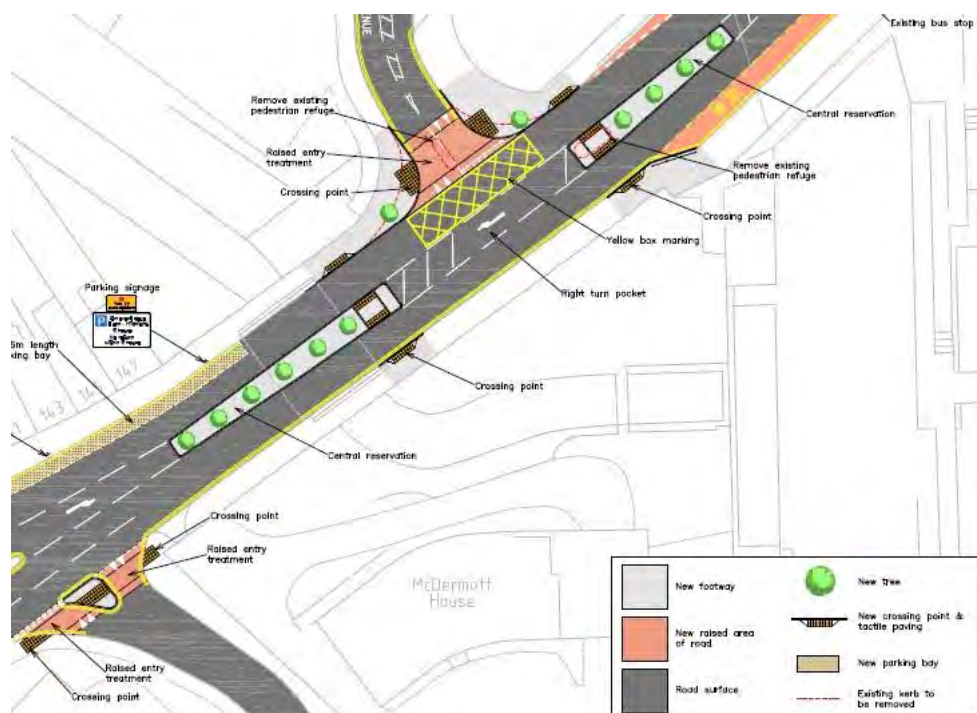 Existing bus stop
NUE
Remove existing
pedestrian refuge
Central reservation
Raised entry
treatment
Remove existing
pedestrian refuge
Crossing point
Crossing point
Yellow box marking
Parking signage
Right turn pocket
P
5m length
king bay
147
143
Crossing point
Central reservation
Crossing point
Raised entry
treatment
McDermott
House
Raised entry
treatment
Crossing point
New footway
New tree
New raised area
of road
New crossing point &
tactile paving
New parking bay
Road surface
Existing kerb to
be removed